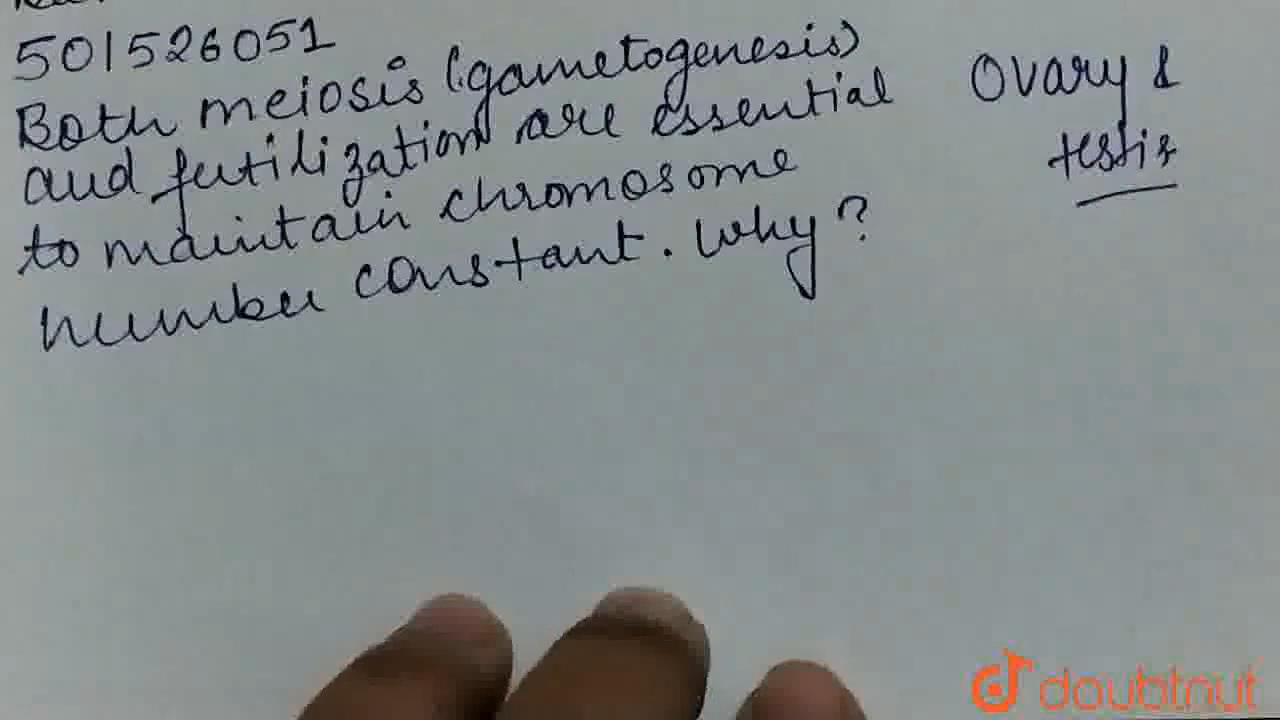 501526051
Both meiosis (gametogenesis)
and fertilization are essential
to maintain chromosome
number constant. Why?
Ovary &
testis
doubtnut